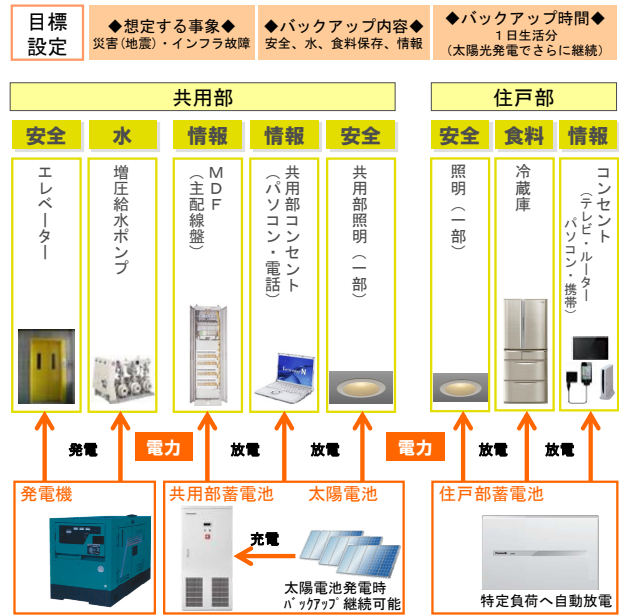 目標
設定
◆想定する事象◆
災害(地震)・インフラ故障
◆バックアップ内容◆
安全、水、食料保存、情報
◆バックアップ時間◆
１日生活分
(太陽光発電でさらに継続)
共用部
住戸部
安全
水
情報
情報
安全
安全
食料
情報
エレベーター
増圧給水ポンプ
ＭＤＦ
（主配線盤）
共用部コンセント
（パソコン・電話）
共用部照明（一部）
照明（一部）
冷蔵庫
コンセント
（テレビ・ルーター
パソコン・携帯）
発電
電力
放電
放電
電力
放電
放電
発電機
共用部蓄電池
太陽電池
住戸部蓄電池
充電
太陽電池発電時
ﾊﾞｯｸｱｯﾌﾟ継続可能
特定負荷へ自動放電